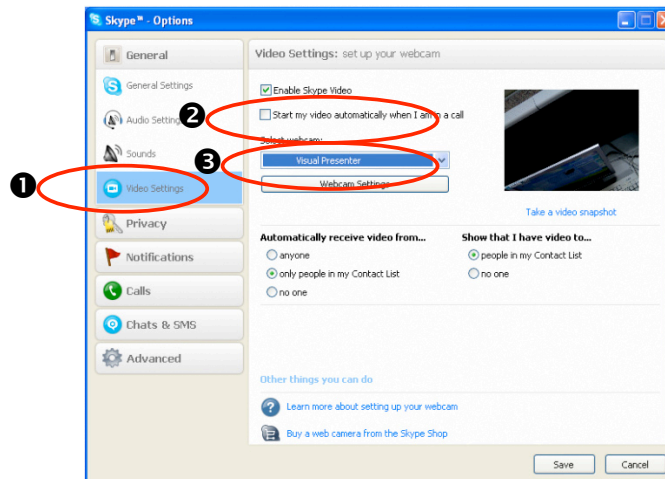 Skype™ - Options
General
General Settings
Audio Settings
Sounds
Video Settings
Privacy
Notifications
Calls
Chats & SMS
Advanced
Video Settings: set up your webcam
Enable Skype Video
Start my video automatically when I am in a call
Select webcam:
Visual Presenter
Webcam Settings
Take a video snapshot
Automatically receive video from...
anyone
only people in my Contact List
no one
Show that I have video to...
people in my Contact List
no one
Other things you can do
Learn more about setting up your webcam
Buy a web camera from the Skype Shop
Save
Cancel
❶
❷
❸